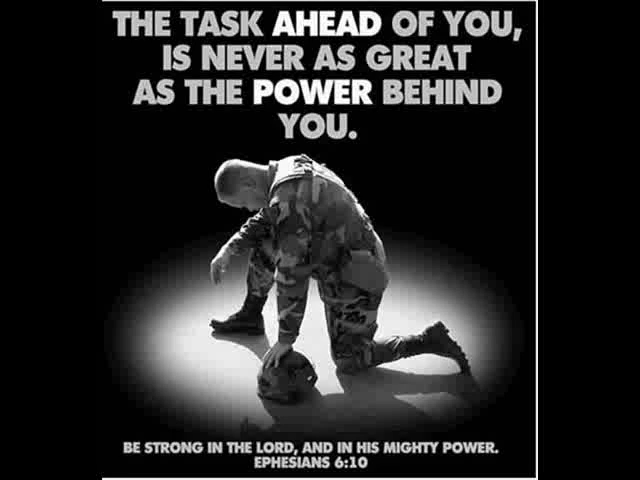 THE TASK AHEAD OF YOU,
IS NEVER AS GREAT
AS THE POWER BEHIND
YOU.
BE STRONG IN THE LORD, AND IN HIS MIGHTY POWER.
EPHESIANS 6:10